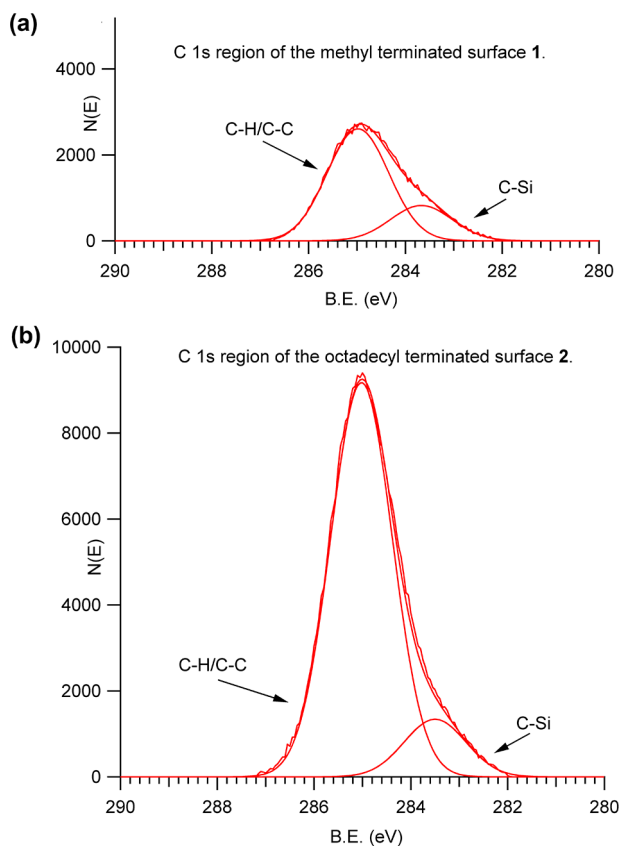 (a)
C 1s region of the methyl terminated surface 1.
4000
2000
0
N(E)
C-H/C-C
C-Si
290
288
286
284
282
280
B.E. (eV)
(b)
C 1s region of the octadecyl terminated surface 2.
10000
8000
6000
4000
2000
0
N(E)
C-H/C-C
C-Si
290
288
286
284
282
280
B.E. (eV)